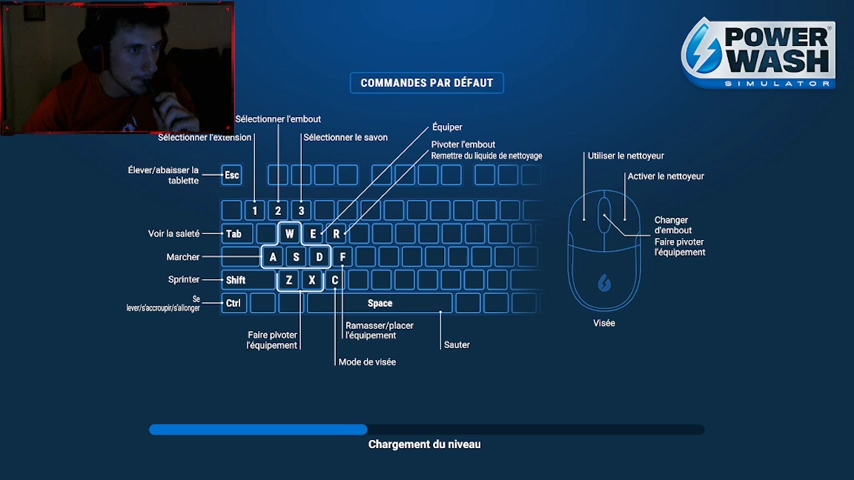 POWER
WASH
SIMULATOR
COMMANDES PAR DÉFAUT
Sélectionner l'embout
Sélectionner l'extension
Sélectionner le savon
Équiper
Pivoter l'embout
Remettre du liquide de nettoyage
Utiliser le nettoyeur
Activer le nettoyeur
Élever/abaisser la
tablette
Esc
1 2 3
Changer
d'embout
Faire pivoter
l'équipement
Voir la saleté
Tab W E R
Marcher
A S D F
Sprinter
Shift Z X C
Se
lever/s'accroupir/s'allonger
Ctrl Space
Visée
Faire pivoter
l'équipement
Ramasser/placer
l'équipement
Sauter
Mode de visée
Chargement du niveau